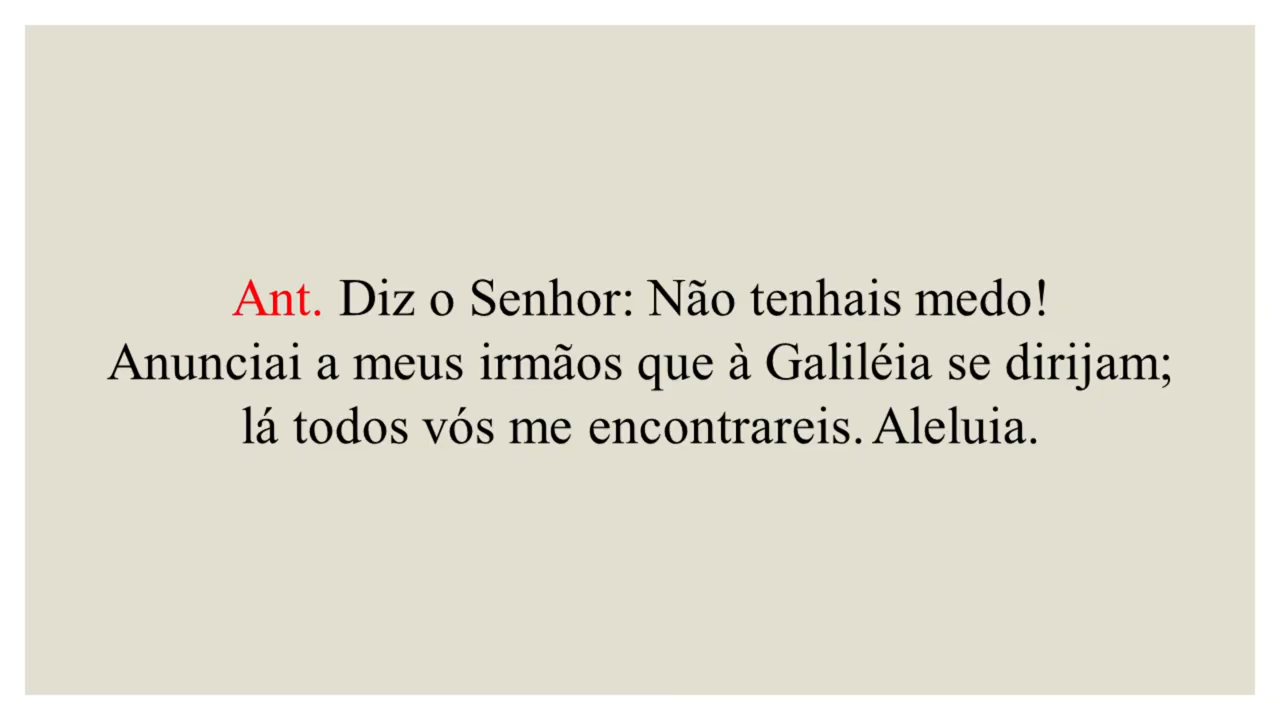 Ant. Diz o Senhor: Não tenhais medo!
Anunciai a meus irmãos que à Galiléia se dirijam;
lá todos vós me encontrareis. Aleluia.